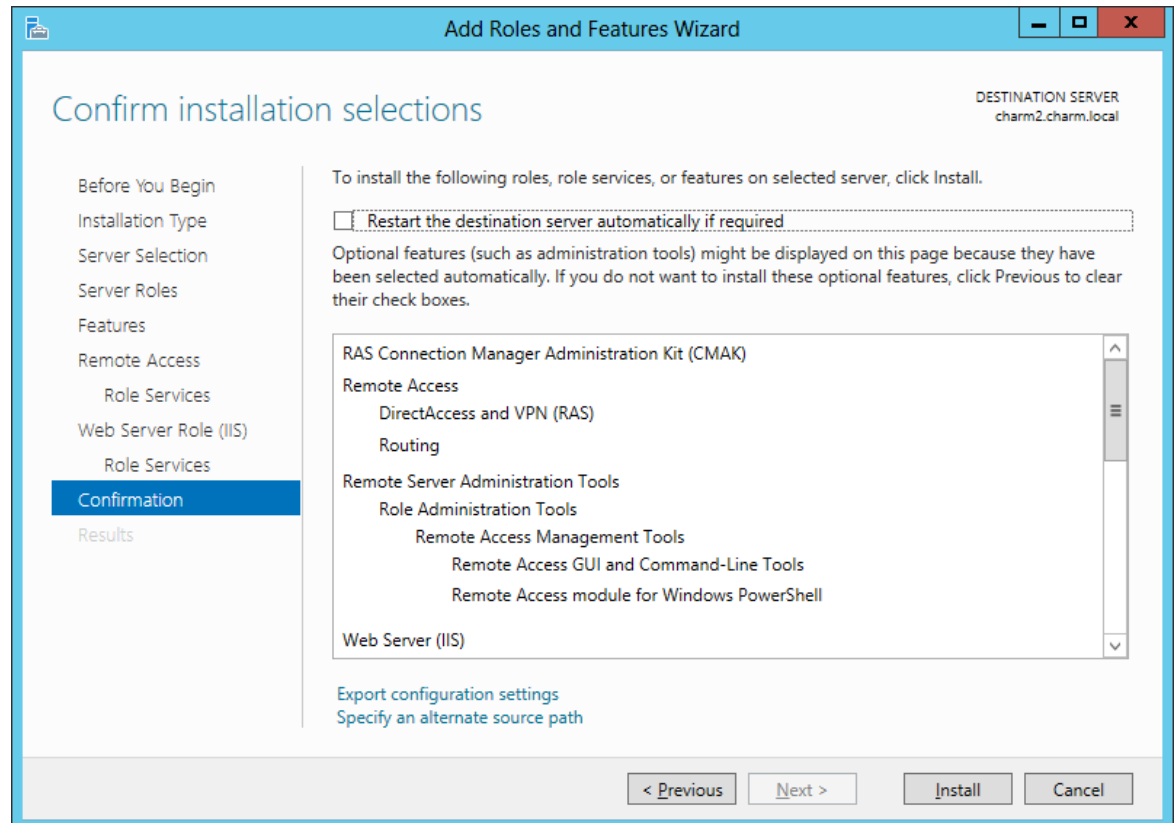 Add Roles and Features Wizard
Confirm installation selections
DESTINATION SERVER
charm2.charm.local
Before You Begin
Installation Type
Server Selection
Server Roles
Features
Remote Access
Role Services
Web Server Role (IIS)
Role Services
Confirmation
Results
To install the following roles, role services, or features on selected server, click Install.
Restart the destination server automatically if required
Optional features (such as administration tools) might be displayed on this page because they have
been selected automatically. If you do not want to install these optional features, click Previous to clear
their check boxes.
RAS Connection Manager Administration Kit (CMAK)
Remote Access
DirectAccess and VPN (RAS)
Routing
Remote Server Administration Tools
Role Administration Tools
Remote Access Management Tools
Remote Access GUI and Command-Line Tools
Remote Access module for Windows PowerShell
Web Server (IIS)
Export configuration settings
Specify an alternate source path
< Previous
Next >
Install
Cancel